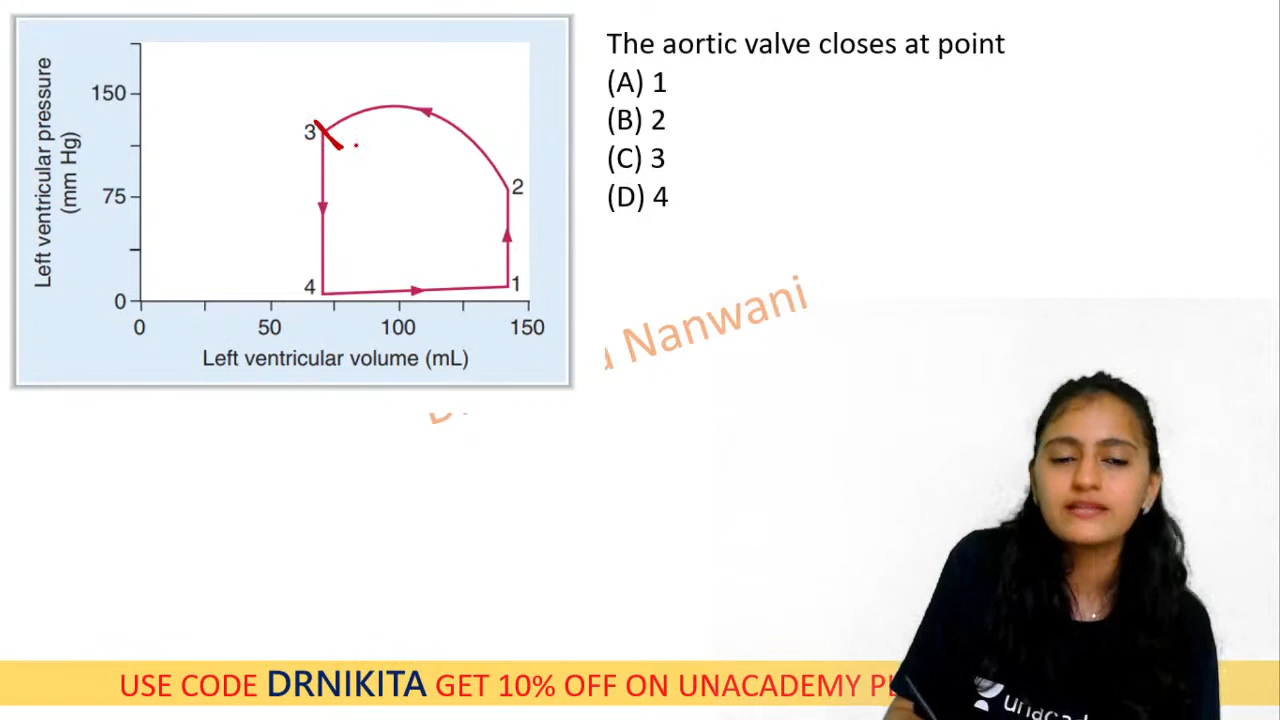 The aortic valve closes at point
(A) 1
(B) 2
(C) 3
(D) 4
Left ventricular pressure
(mm Hg)
150
75
0
3
2
4
1
0
50
100
150
Left ventricular volume (mL)
Nanwani
USE CODE DRNIKITA GET 10% OFF ON UNACADEMY